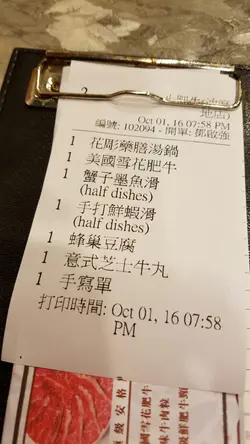 地店)
Oct 01, 16 07:58 PM
編號: 102094 - 開單: 鄧啟強
1 花彫藥膳湯鍋
1 美國雪花肥牛
1 蟹子墨魚滑
(half dishes)
1 手打鮮蝦滑
(half dishes)
1 蜂巢豆腐
1 意式芝士牛丸
1 手寫單
打印時間: Oct 01, 16 07:58
PM